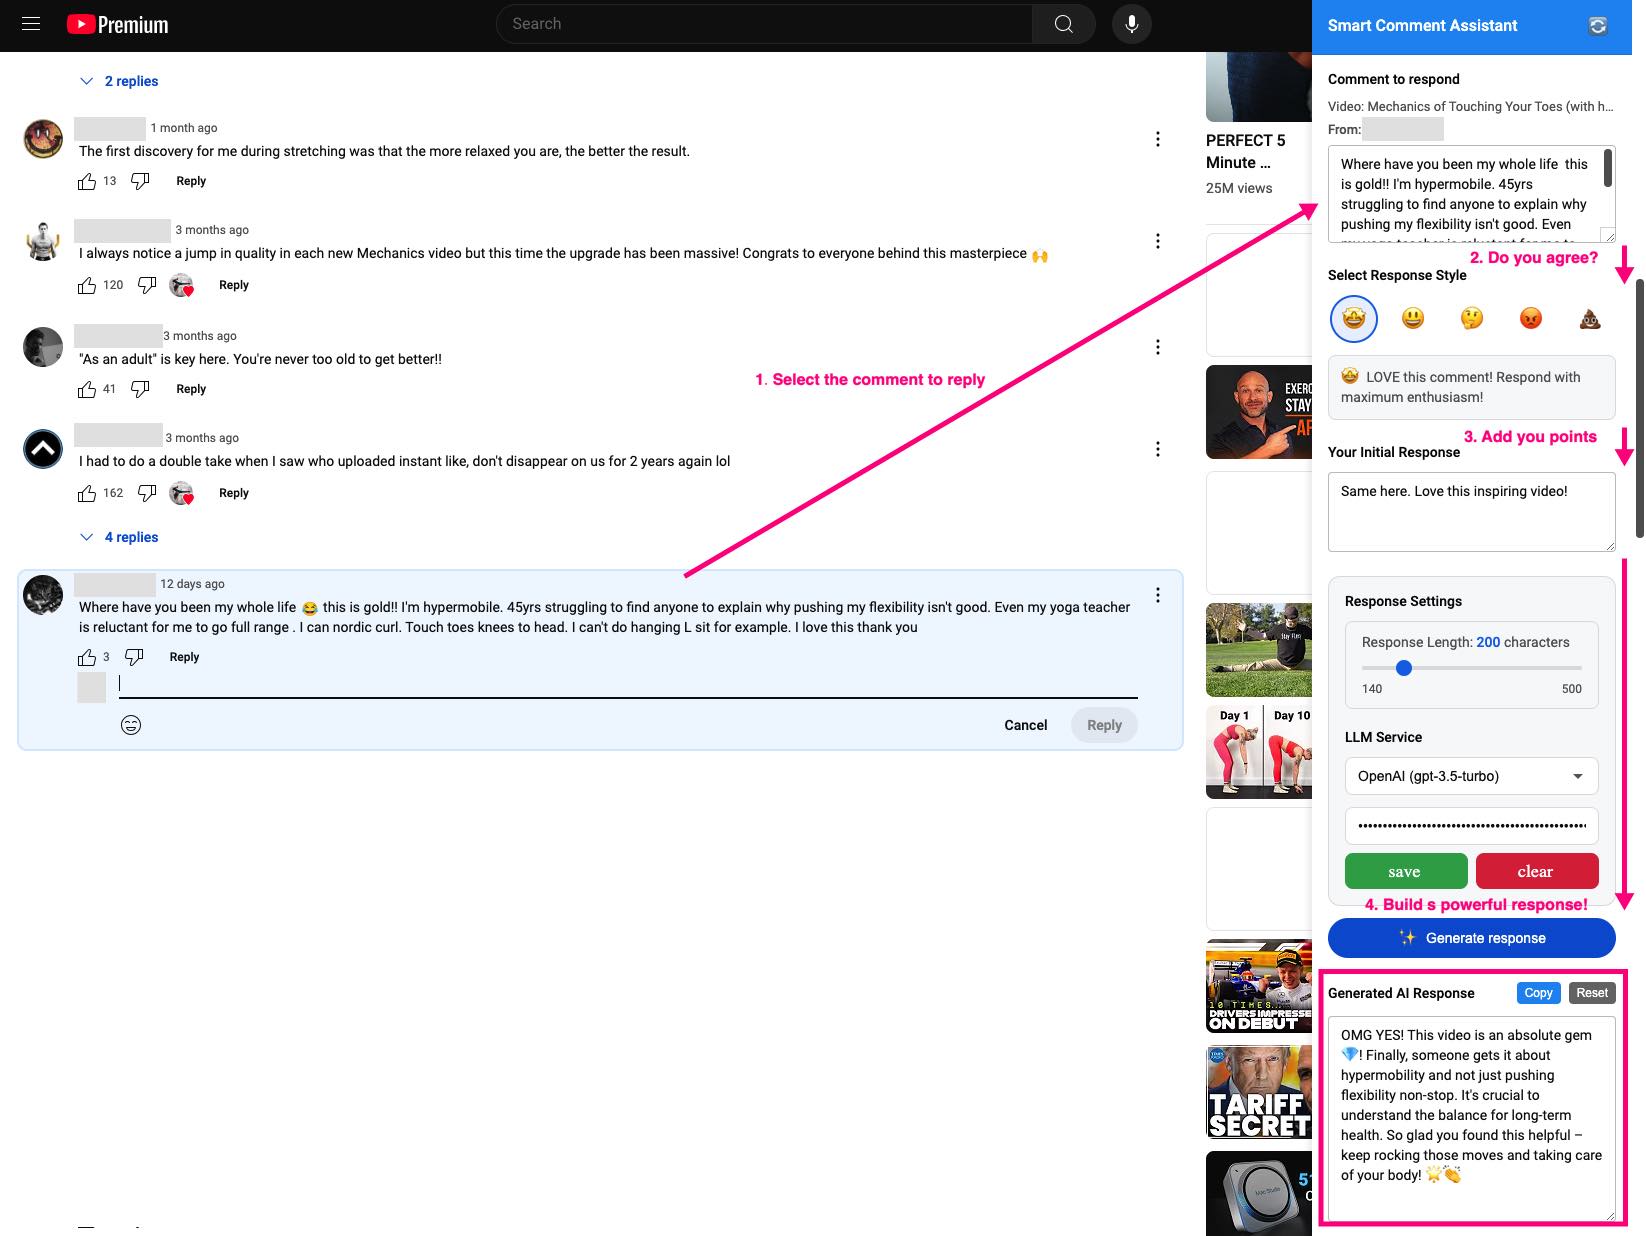 Premium
Search
2 replies
1 month ago
The first discovery for me during stretching was that the more relaxed you are, the better the result.
13 Reply
3 months ago
I always notice a jump in quality in each new Mechanics video but this time the upgrade has been massive! Congrats to everyone behind this masterpiece 🙌
120 Reply
3 months ago
"As an adult" is key here. You're never too old to get better!!
41 Reply
3 months ago
I had to do a double take when I saw who uploaded instant like, don't disappear on us for 2 years again lol
162 Reply
4 replies
12 days ago
Where have you been my whole life 😂 this is gold!! I'm hypermobile. 45yrs struggling to find anyone to explain why pushing my flexibility isn't good. Even my yoga teacher
is reluctant for me to go full range . I can nordic curl. Touch toes knees to head. I can't do hanging L sit for example. I love this thank you
3 Reply
Cancel Reply
1. Select the comment to reply
PERFECT 5
Minute ...
25M views
EXERC
STAY
AP
Stay Flexy
Day 1 Day 10
10 TIMES...
DRIVERS IMPRESSE
ON DEBUT
TARIFF
SECRET
Mac Studio
51
Smart Comment Assistant
Comment to respond
Video: Mechanics of Touching Your Toes (with h...
From:
Where have you been my whole life  this
is gold!! I'm hypermobile. 45yrs
struggling to find anyone to explain why
pushing my flexibility isn't good. Even
my yoga teacher is reluctant for me to
2. Do you agree?
Select Response Style
🤩 😃 🤔 😡 💩
🤩 LOVE this comment! Respond with
maximum enthusiasm!
3. Add you points
Your Initial Response
Same here. Love this inspiring video!
Response Settings
Response Length: 200 characters
140 500
LLM Service
OpenAI (gpt-3.5-turbo)
save clear
4. Build s powerful response!
✨ Generate response
Generated AI Response Copy Reset
OMG YES! This video is an absolute gem
💎! Finally, someone gets it about
hypermobility and not just pushing
flexibility non-stop. It's crucial to
understand the balance for long-term
health. So glad you found this helpful –
keep rocking those moves and taking care
of your body! 🌟👏